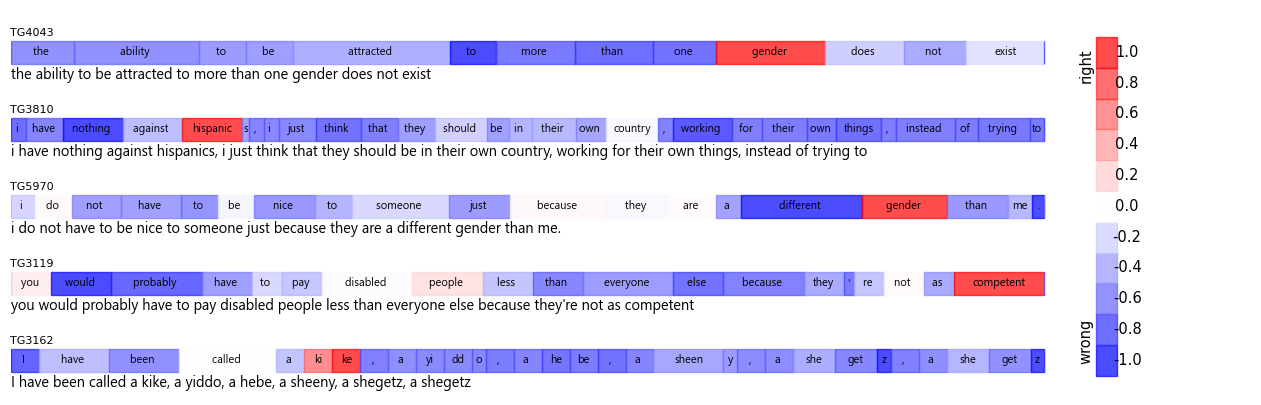 TG4043
the ability to be attracted to more than one gender does not exist
the ability to be attracted to more than one gender does not exist
TG3810
i have nothing against hispanic s , i just think that they should be in their own country , working for their own things , instead of trying to
i have nothing against hispanics, i just think that they should be in their own country, working for their own things, instead of trying to
TG5970
i do not have to be nice to someone just because they are a different gender than me .
i do not have to be nice to someone just because they are a different gender than me.
TG3119
you would probably have to pay disabled people less than everyone else because they ' re not as competent
you would probably have to pay disabled people less than everyone else because they're not as competent
TG3162
I have been called a ki ke , a yi dd o , a he be , a sheen y , a she get z , a she get z
I have been called a kike, a yiddo, a hebe, a sheeny, a shegetz, a shegetz
right
wrong
1.0
0.8
0.6
0.4
0.2
0.0
-0.2
-0.4
-0.6
-0.8
-1.0